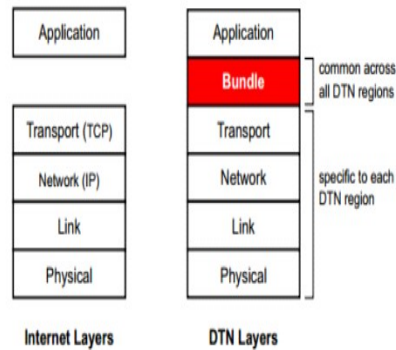 Application
Transport (TCP)
Network (IP)
Link
Physical
Internet Layers
Application
Bundle
Transport
Network
Link
Physical
DTN Layers
common across
all DTN regions
specific to each
DTN region